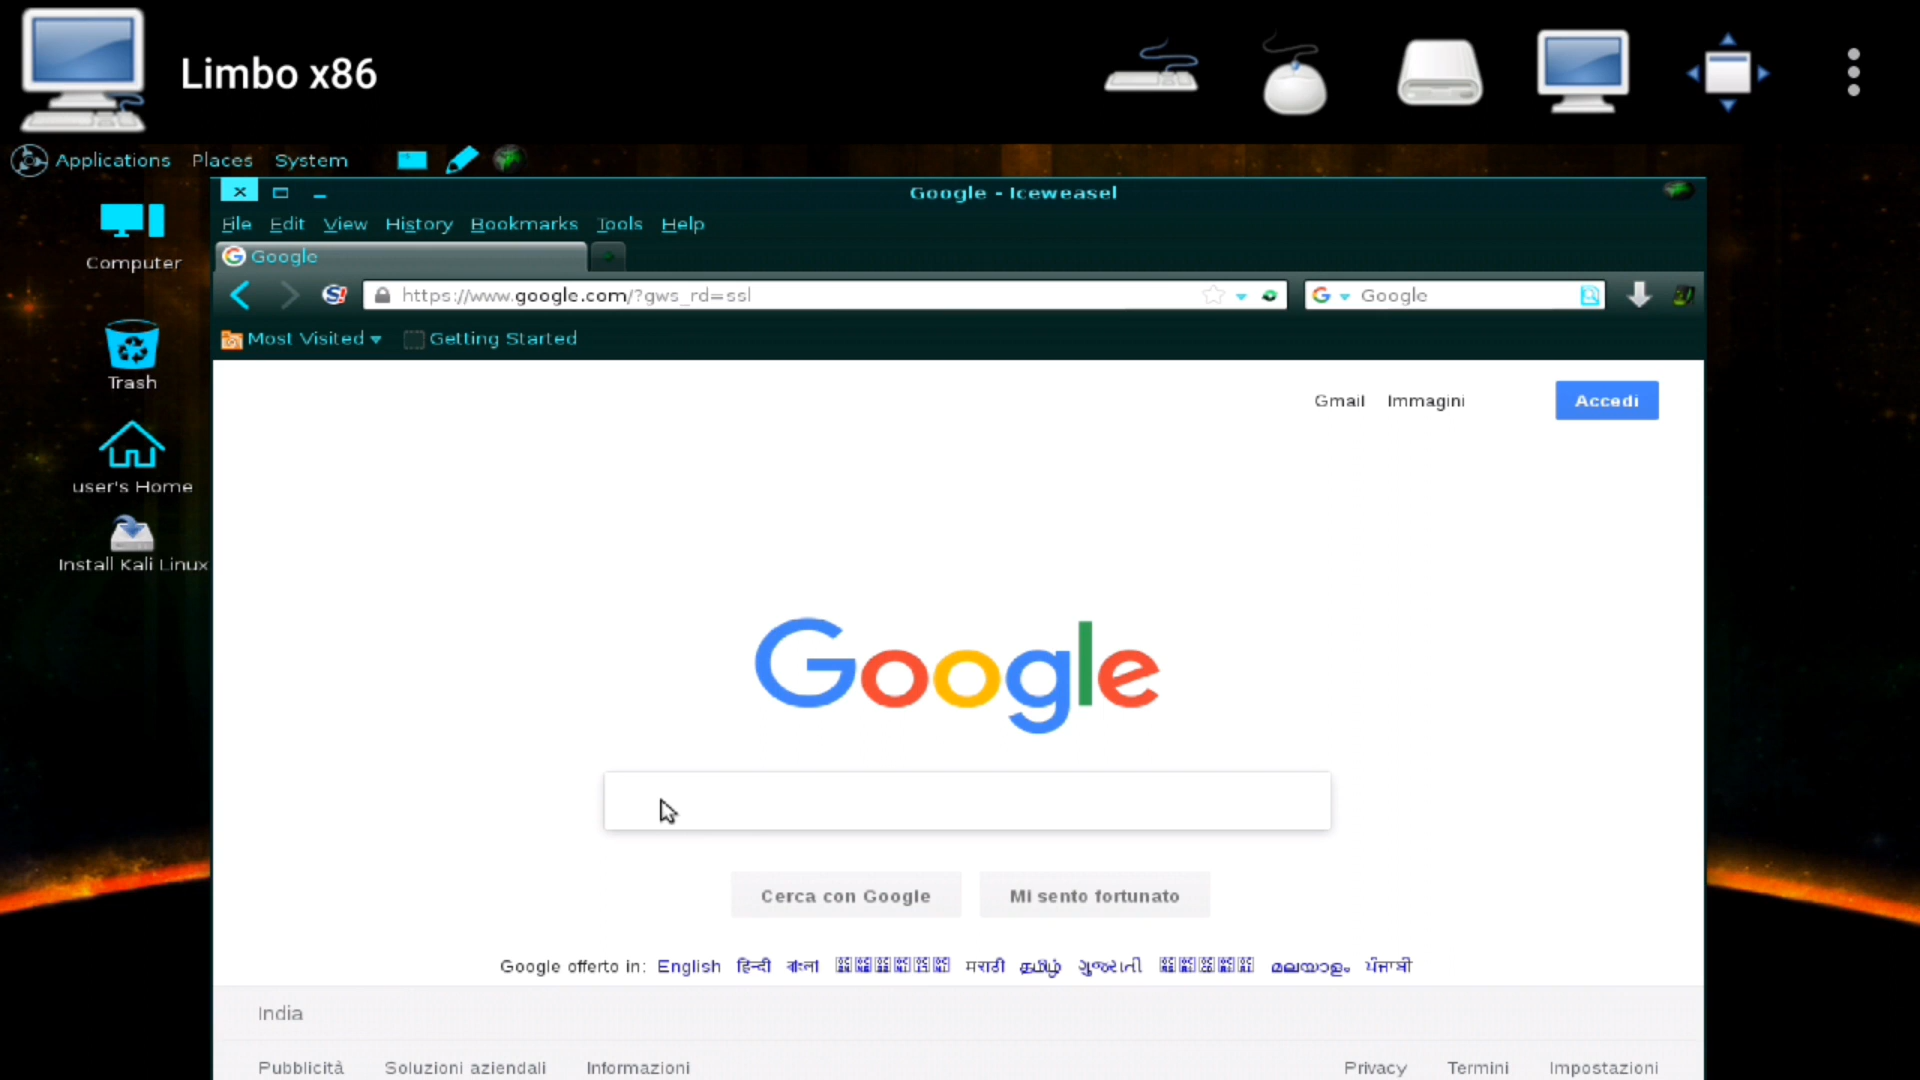 Limbo x86
Applications Places System
Google - Iceweasel
File Edit View History Bookmarks Tools Help
Google
https://www.google.com/?gws_rd=ssl
Google
Most Visited Getting Started
Computer
Trash
user's Home
Install Kali Linux
Gmail Immagini Accedi
Google
Cerca con Google Mi sento fortunato
Google offerto in: English हिन्दी বাংলা मराठी தமிழ் ગુજરાતી മലയാളം ਪੰਜਾਬੀ
India
Pubblicità Soluzioni aziendali Informazioni Privacy Termini Impostazioni